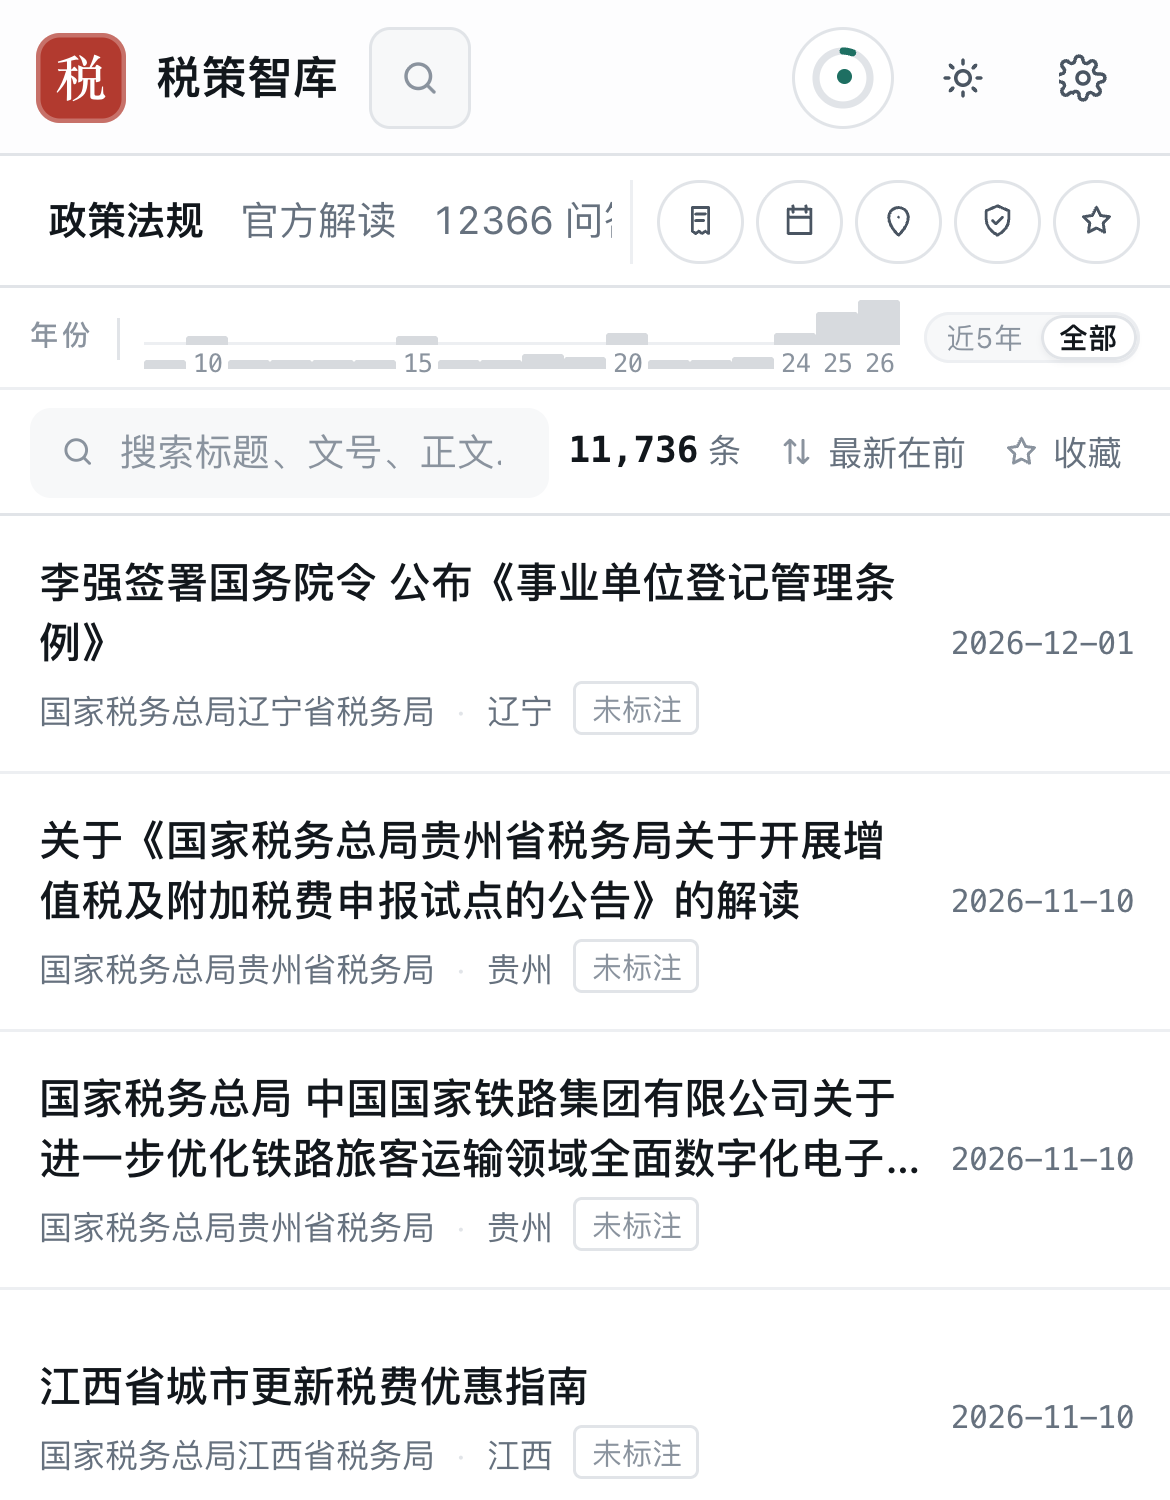 税 税策智库
政策法规 官方解读 12366 问
年份 10 15 20 24 25 26 近5年 全部
搜索标题、文号、正文. 11,736 条 最新在前 收藏
李强签署国务院令 公布《事业单位登记管理条
例》
2026-12-01
国家税务总局辽宁省税务局 · 辽宁 未标注
关于《国家税务总局贵州省税务局关于开展增
值税及附加税费申报试点的公告》的解读
2026-11-10
国家税务总局贵州省税务局 · 贵州 未标注
国家税务总局 中国国家铁路集团有限公司关于
进一步优化铁路旅客运输领域全面数字化电子...
2026-11-10
国家税务总局贵州省税务局 · 贵州 未标注
江西省城市更新税费优惠指南
2026-11-10
国家税务总局江西省税务局 · 江西 未标注